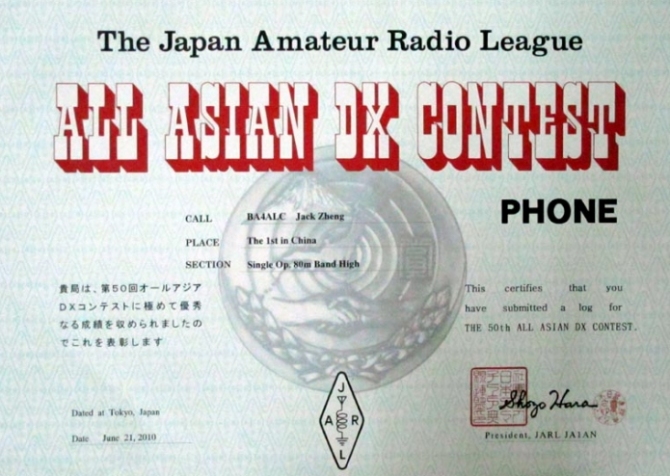 The Japan Amateur Radio League
ALL ASIAN DX CONTEST
PHONE
CALL BA4ALC Jack Zheng
PLACE The 1st in China
SECTION Single Op. 80m Band High
貴局は、第50回オールアジア
DXコンテストに極めて優秀
なる成績を収められましたの
でこれを表彰します
This certifies that you
have submitted a log for
THE 50th ALL ASIAN DX CONTEST.
Shozo Hara
President, JARL JA1AN
Dated at Tokyo, Japan
Date June 21, 2010
J
A R
L